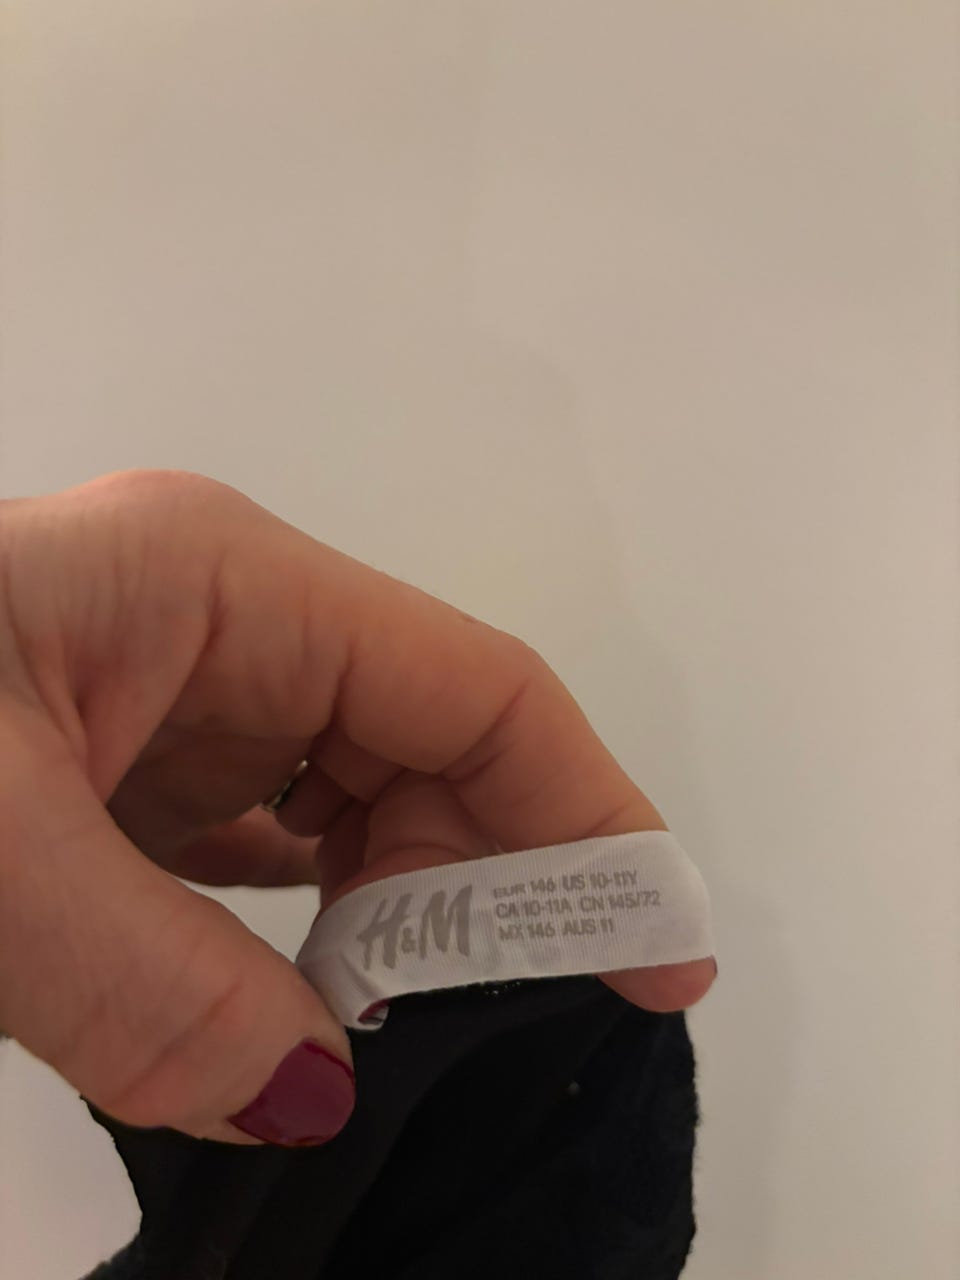 H&M
EUR 146 US 10-11Y
CA 10-11A CN 145/72
MX 146 AUS 11